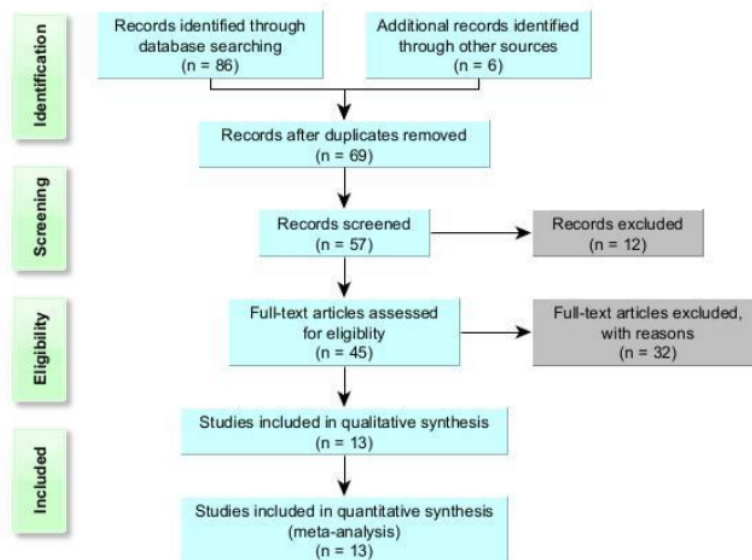 Identification
Records identified through
database searching
(n = 86)
Additional records identified
through other sources
(n = 6)
Records after duplicates removed
(n = 69)
Screening
Records screened
(n = 57)
Records excluded
(n = 12)
Eligibility
Full-text articles assessed
for eligiblity
(n = 45)
Full-text articles excluded,
with reasons
(n = 32)
Included
Studies included in qualitative synthesis
(n = 13)
Studies included in quantitative synthesis
(meta-analysis)
(n = 13)